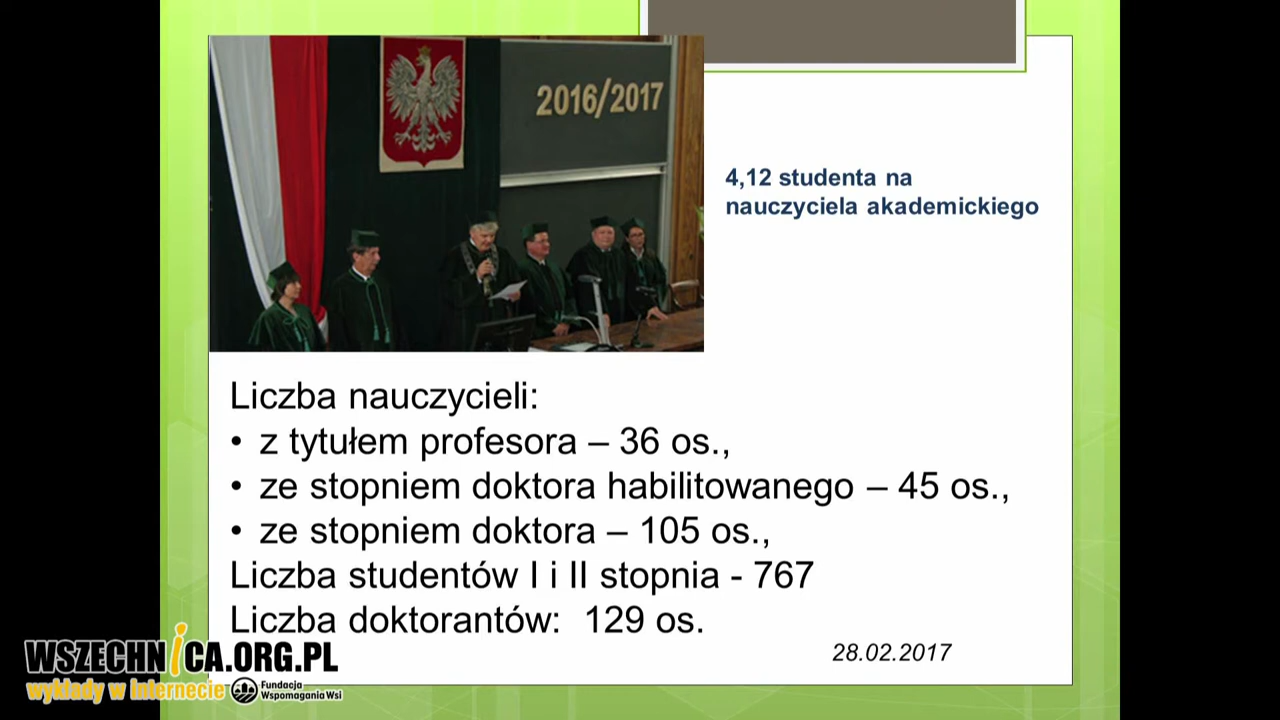 2016/2017
4,12 studenta na
nauczyciela akademickiego
Liczba nauczycieli:
• z tytułem profesora – 36 os.,
• ze stopniem doktora habilitowanego – 45 os.,
• ze stopniem doktora – 105 os.,
Liczba studentów I i II stopnia - 767
Liczba doktorantów: 129 os.
28.02.2017
WSZECHNICA.ORG.PL
wykłady w Internecie
Fundacja
Wspomagania Wsi